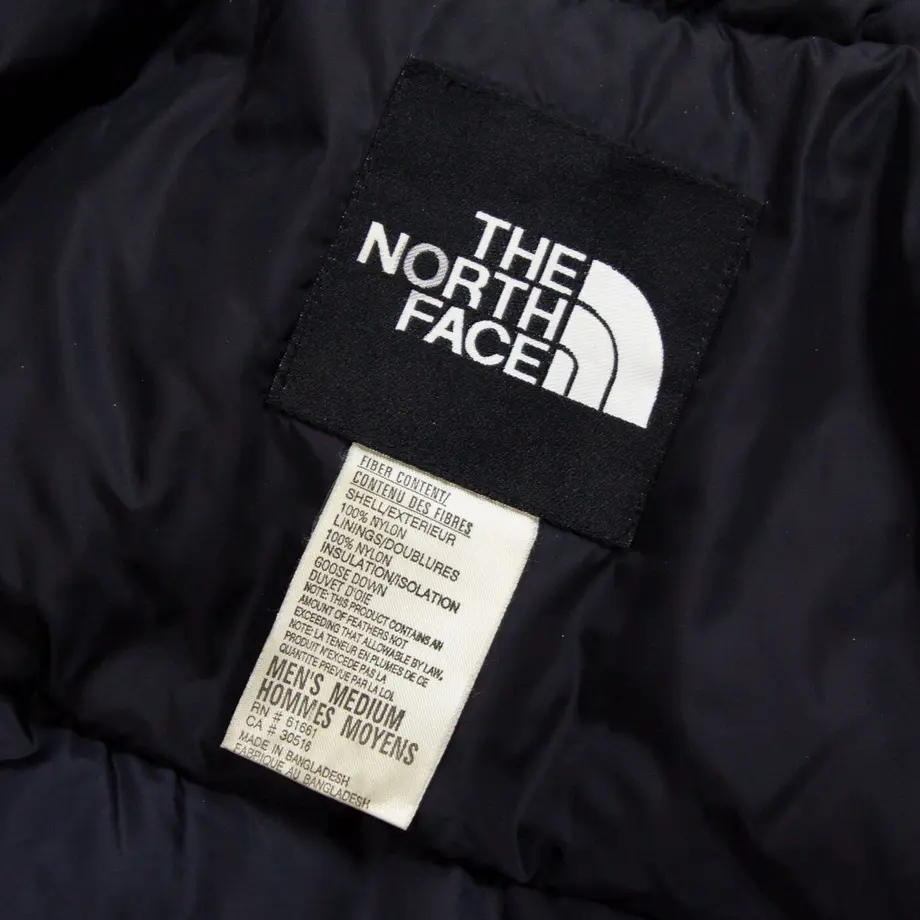 THE
NORTH
FACE
FIBER CONTENT/
CONTENU DES FIBRES
SHELL/EXTERIEUR
100% NYLON
LININGS/DOUBLURES
100% NYLON
INSULATION/ISOLATION
GOOSE DOWN
DUVET D'OIE
NOTE: THIS PRODUCT CONTAINS AN
AMOUNT OF FEATHERS NOT
EXCEEDING THAT ALLOWABLE BY LAW.
NOTE: LA TENEUR EN PLUMES DE CE
PRODUIT N'EXCEDE PAS LA
QUANTITE PREVUE PAR LA LOI.
MEN'S MEDIUM
HOMMES MOYENS
RN # 61661
CA # 30516
MADE IN BANGLADESH
FABRIQUE AU BANGLADESH